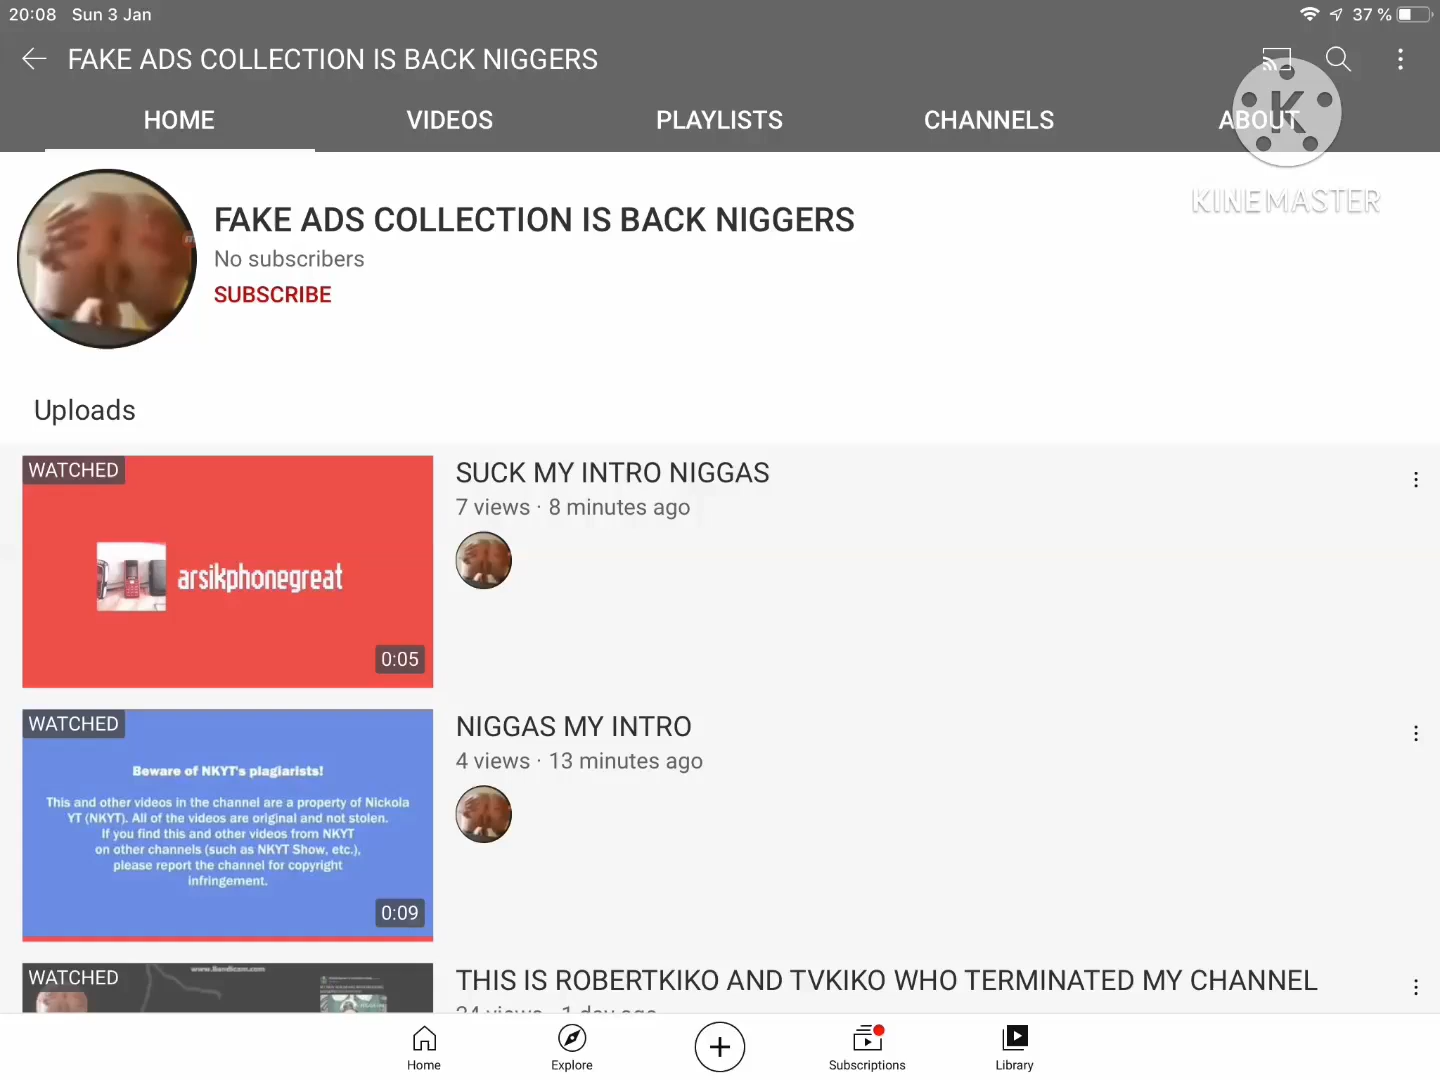 20:08 Sun 3 Jan 37 %
FAKE ADS COLLECTION IS BACK NIGGERS
HOME VIDEOS PLAYLISTS CHANNELS ABOUT
K
KINEMASTER
FAKE ADS COLLECTION IS BACK NIGGERS
No subscribers
SUBSCRIBE
Uploads
WATCHED
arsikphonegreat
0:05
SUCK MY INTRO NIGGAS
7 views · 8 minutes ago
WATCHED
Beware of NKYT's plagiarists!
This and other videos in the channel are a property of Nickola
YT (NKYT). All of the videos are original and not stolen.
If you find this and other videos from NKYT
on other channels (such as NKYT Show, etc.),
please report the channel for copyright
infringement.
0:09
NIGGAS MY INTRO
4 views · 13 minutes ago
WATCHED
THIS IS ROBERTKIKO AND TVKIKO WHO TERMINATED MY CHANNEL
24 views · 1 day ago
Home Explore Subscriptions Library